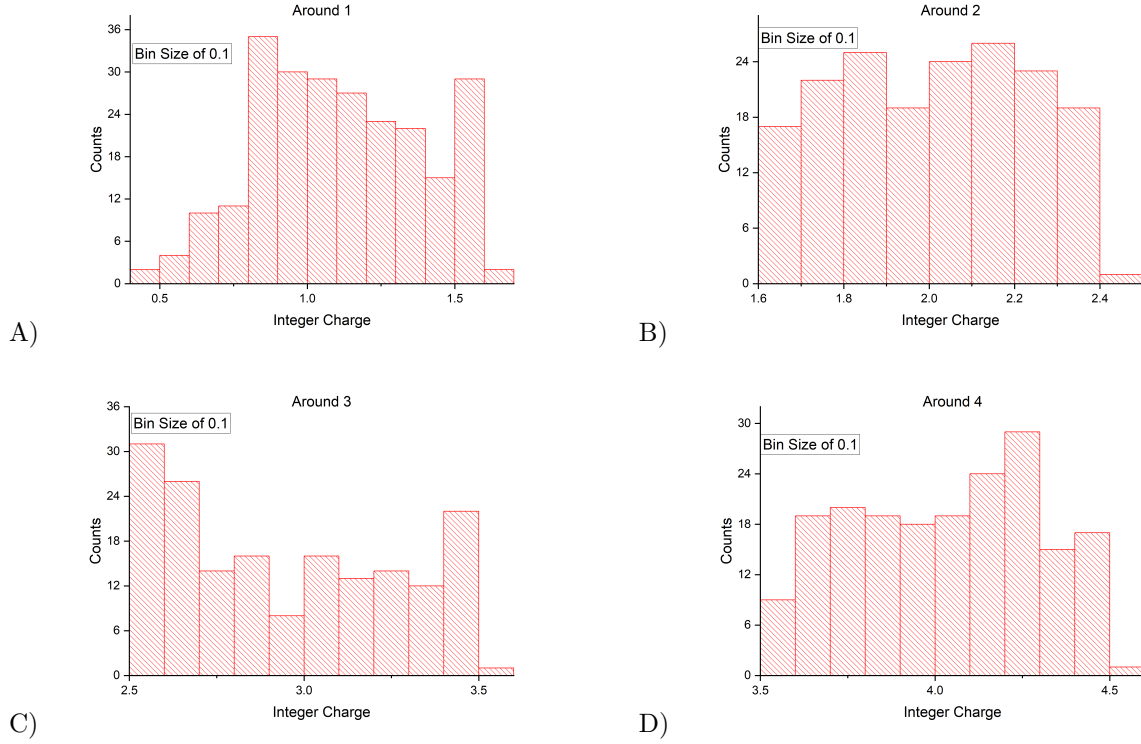 Around 1
Bin Size of 0.1
36
30
24
18
12
6
0
Counts
0.5 1.0 1.5
Integer Charge
A)
Around 2
Bin Size of 0.1
24
18
12
6
0
Counts
1.6 1.8 2.0 2.2 2.4
Integer Charge
B)
Around 3
Bin Size of 0.1
36
30
24
18
12
6
0
Counts
2.5 3.0 3.5
Integer Charge
C)
Around 4
Bin Size of 0.1
30
24
18
12
6
0
Counts
3.5 4.0 4.5
Integer Charge
D)